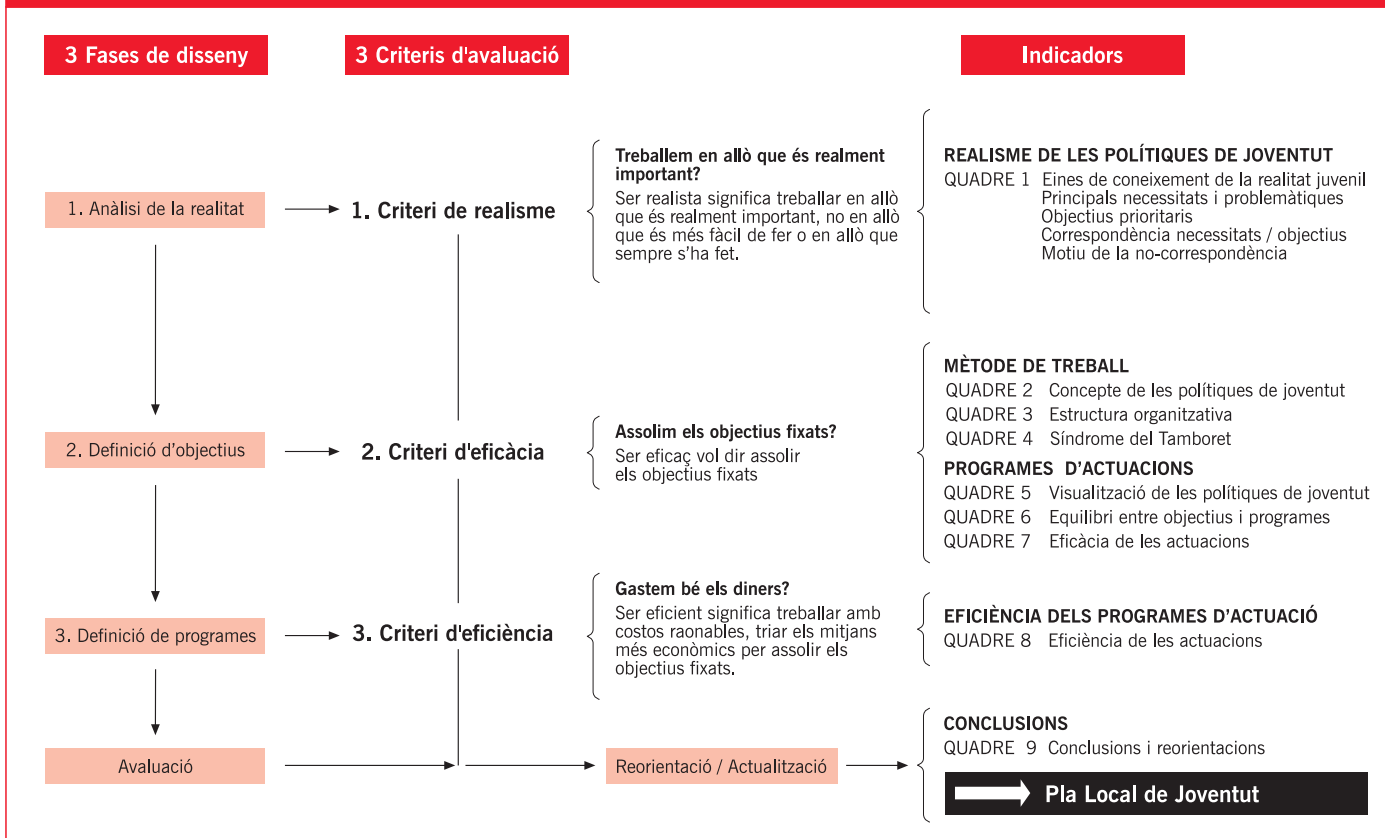 3 Fases de disseny
3 Criteris d'avaluació
Indicadors
1. Anàlisi de la realitat
1. Criteri de realisme
Treballem en allò que és realment
important?
Ser realista significa treballar en allò
que és realment important, no en allò
que és més fàcil de fer o en allò que
sempre s'ha fet.
REALISME DE LES POLÍTIQUES DE JOVENTUT
QUADRE 1 Eines de coneixement de la realitat juvenil
Principals necessitats i problemàtiques
Objectius prioritaris
Correspondència necessitats / objectius
Motiu de la no-correspondència
2. Definició d'objectius
2. Criteri d'eficàcia
Assolim els objectius fixats?
Ser eficaç vol dir assolir
els objectius fixats
MÈTODE DE TREBALL
QUADRE 2 Concepte de les polítiques de joventut
QUADRE 3 Estructura organitzativa
QUADRE 4 Síndrome del Tamboret
PROGRAMES D'ACTUACIONS
QUADRE 5 Visualització de les polítiques de joventut
QUADRE 6 Equilibri entre objectius i programes
QUADRE 7 Eficàcia de les actuacions
3. Definició de programes
3. Criteri d'eficiència
Gastem bé els diners?
Ser eficient significa treballar amb
costos raonables, triar els mitjans
més econòmics per assolir els
objectius fixats.
EFICIÈNCIA DELS PROGRAMES D'ACTUACIÓ
QUADRE 8 Eficiència de les actuacions
Avaluació
Reorientació / Actualització
CONCLUSIONS
QUADRE 9 Conclusions i reorientacions
Pla Local de Joventut